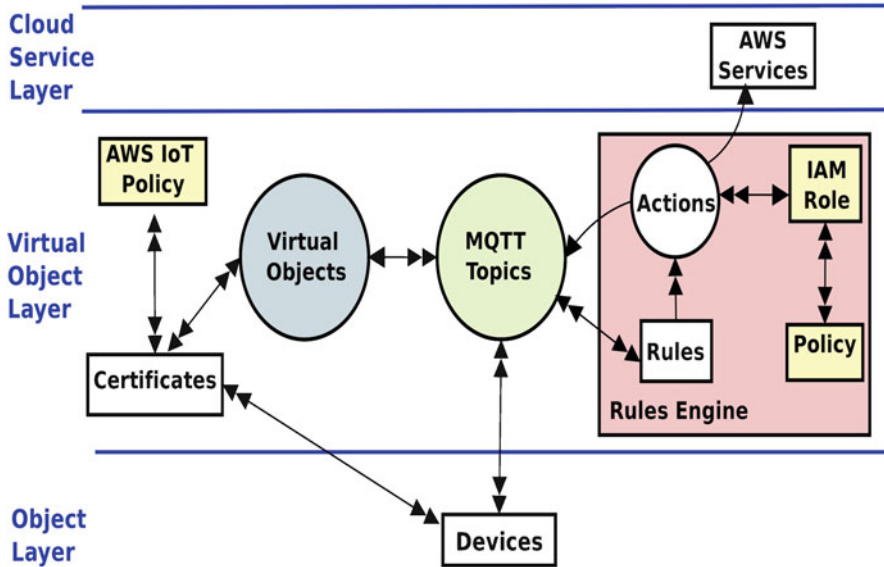 Cloud
Service
Layer
AWS
Services
AWS IoT
Policy
Virtual
Object
Layer
Virtual
Objects
MQTT
Topics
Actions
IAM
Role
Certificates
Rules
Policy
Rules Engine
Object
Layer
Devices